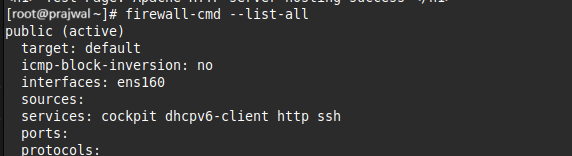 [root@prajwal ~]# firewall-cmd --list-all
public (active)
target: default
icmp-block-inversion: no
interfaces: ens160
sources:
services: cockpit dhcpv6-client http ssh
ports:
protocols: